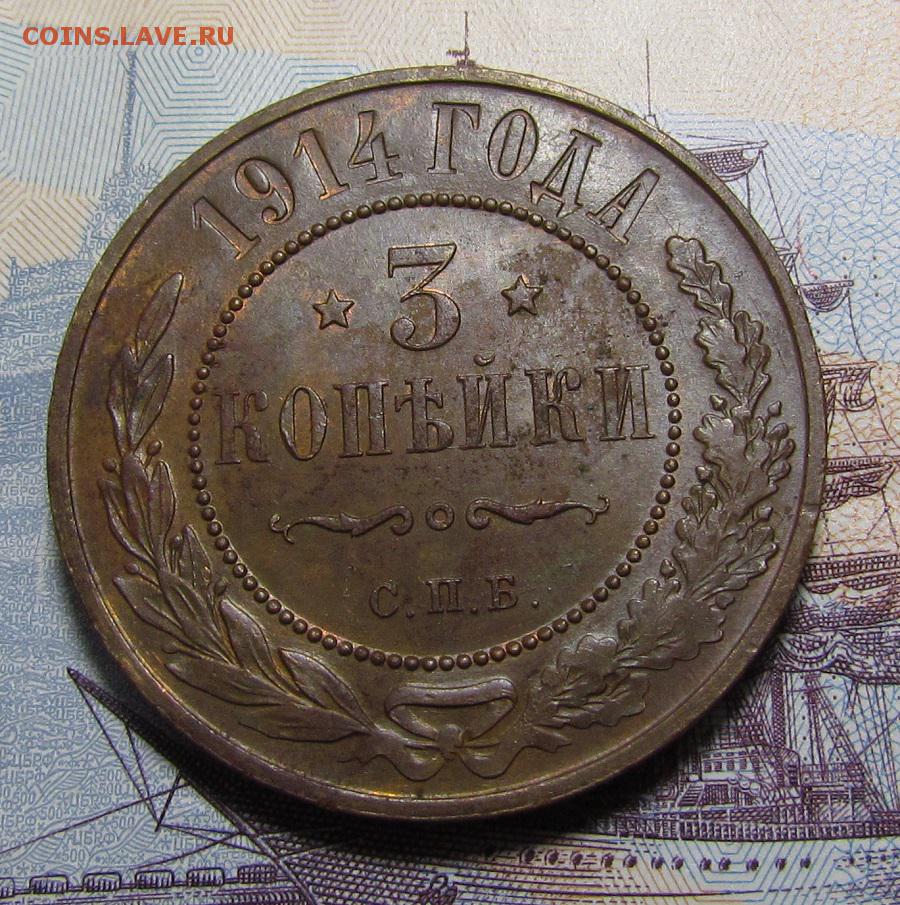 COINS.LAVE.RU
1914 ГОДА
3
КОПѢЙКИ
С.П.Б.